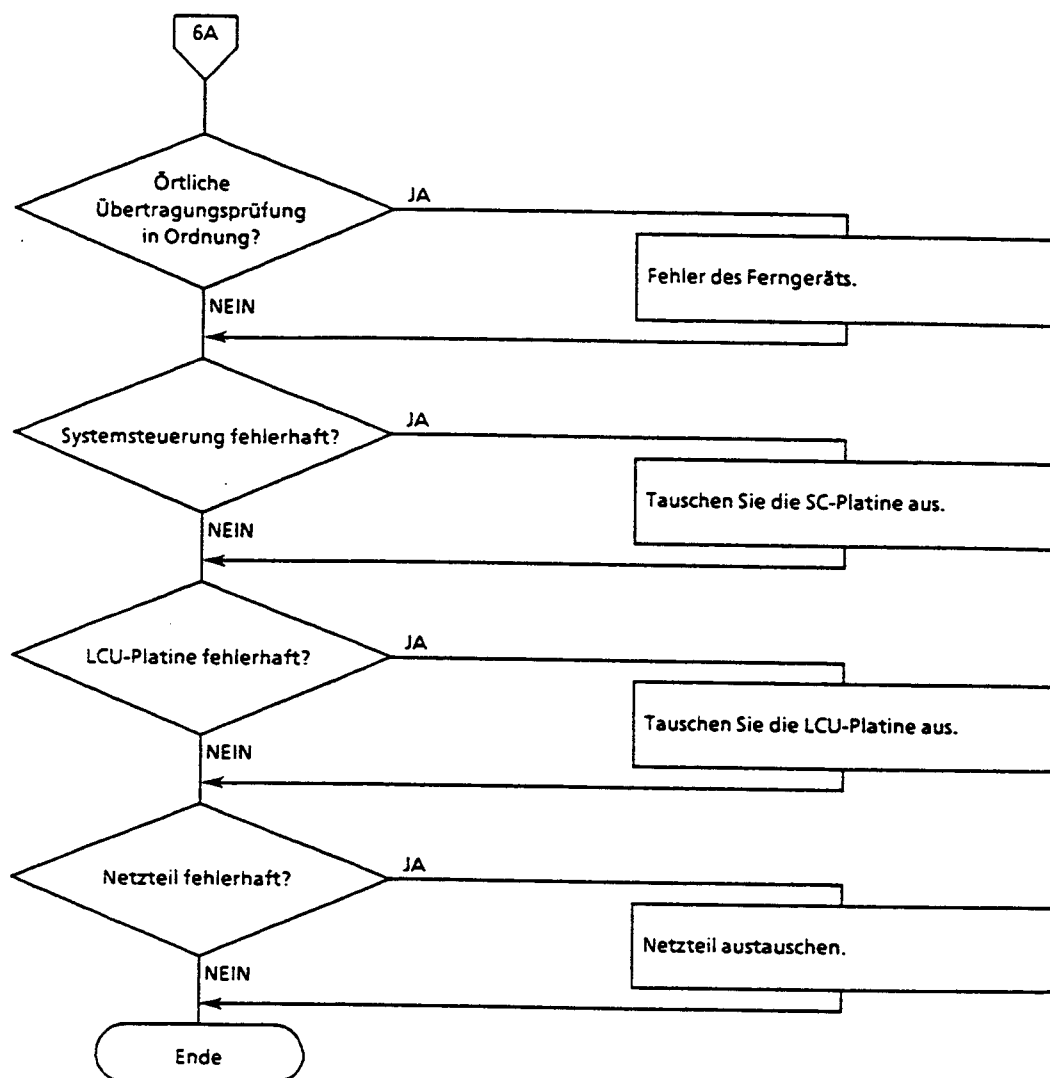 6A
Örtliche
Übertragungsprüfung
in Ordnung?
JA
Fehler des Ferngeräts.
NEIN
Systemsteuerung fehlerhaft?
JA
Tauschen Sie die SC-Platine aus.
NEIN
LCU-Platine fehlerhaft?
JA
Tauschen Sie die LCU-Platine aus.
NEIN
Netzteil fehlerhaft?
JA
Netzteil austauschen.
NEIN
Ende